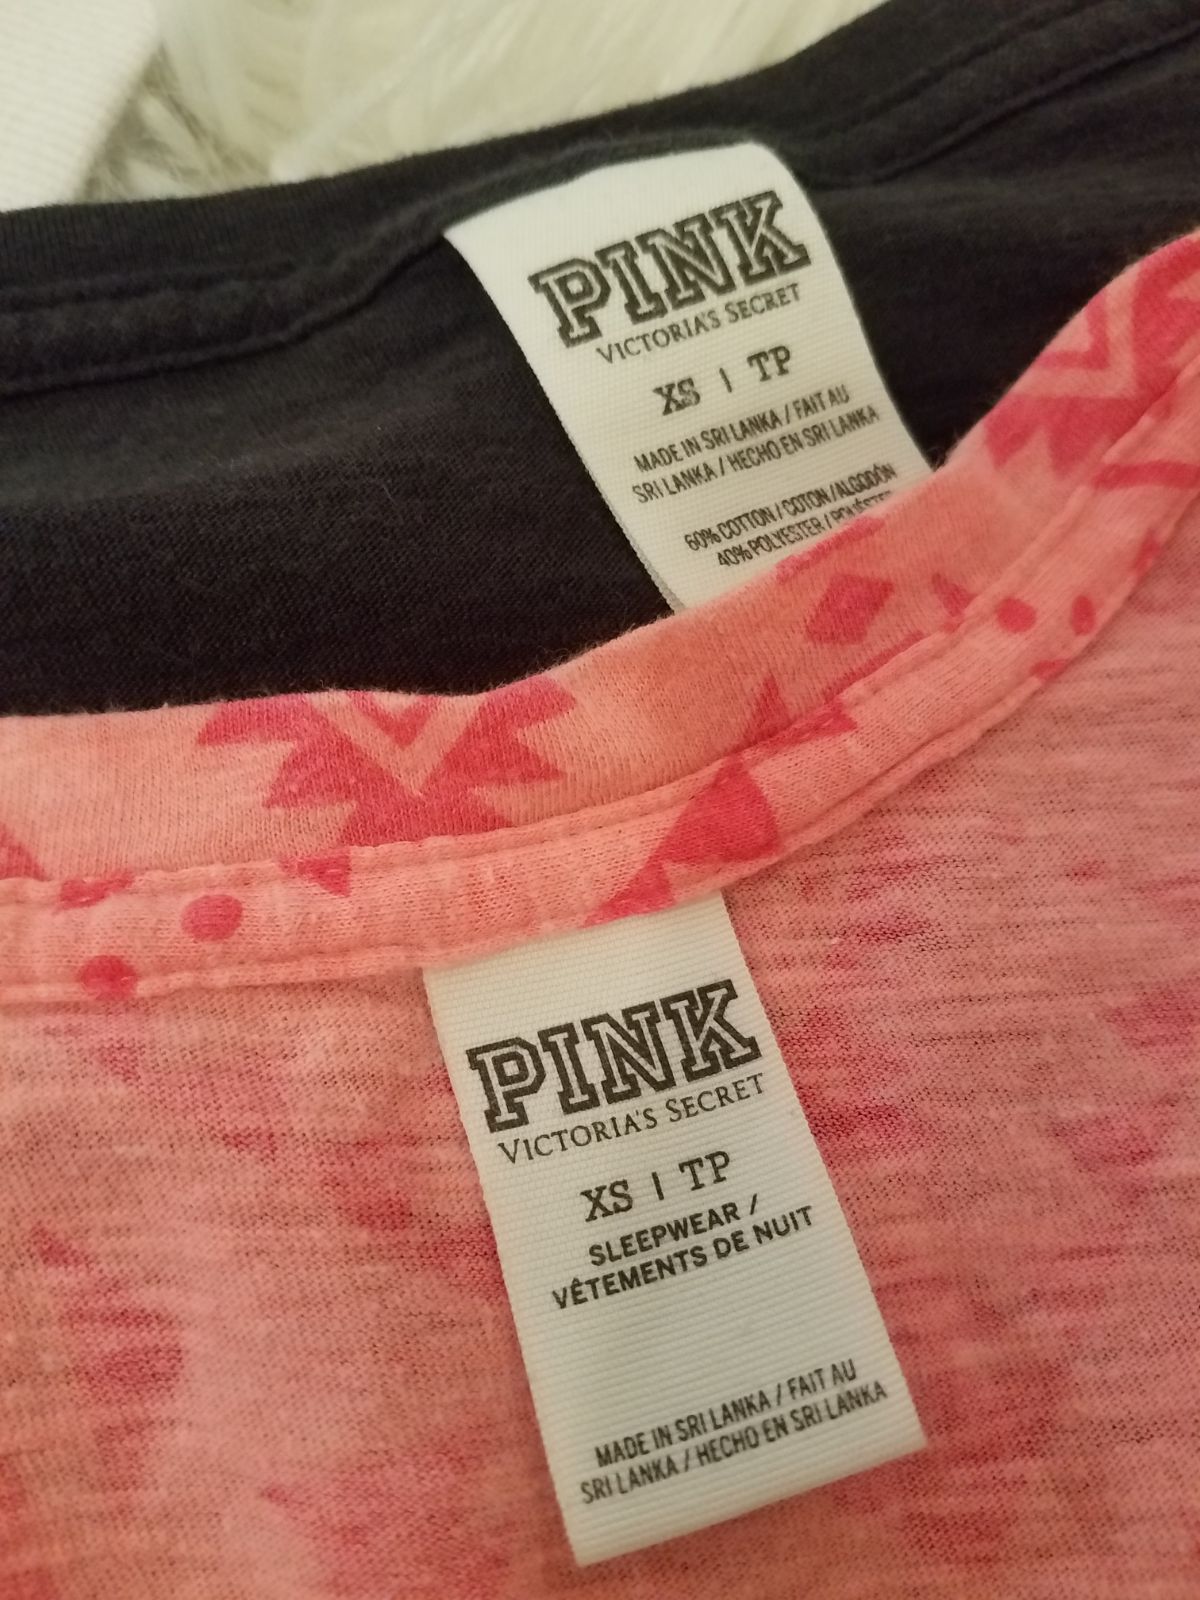 PINK
VICTORIA'S SECRET
XS | TP
MADE IN SRI LANKA / FAIT AU
SRI LANKA / HECHO EN SRI LANKA
60% COTTON / COTON / ALGODÓN
40% POLYESTER / POLIÉSTER
PINK
VICTORIA'S SECRET
XS | TP
SLEEPWEAR /
VÊTEMENTS DE NUIT
MADE IN SRI LANKA / FAIT AU
SRI LANKA / HECHO EN SRI LANKA